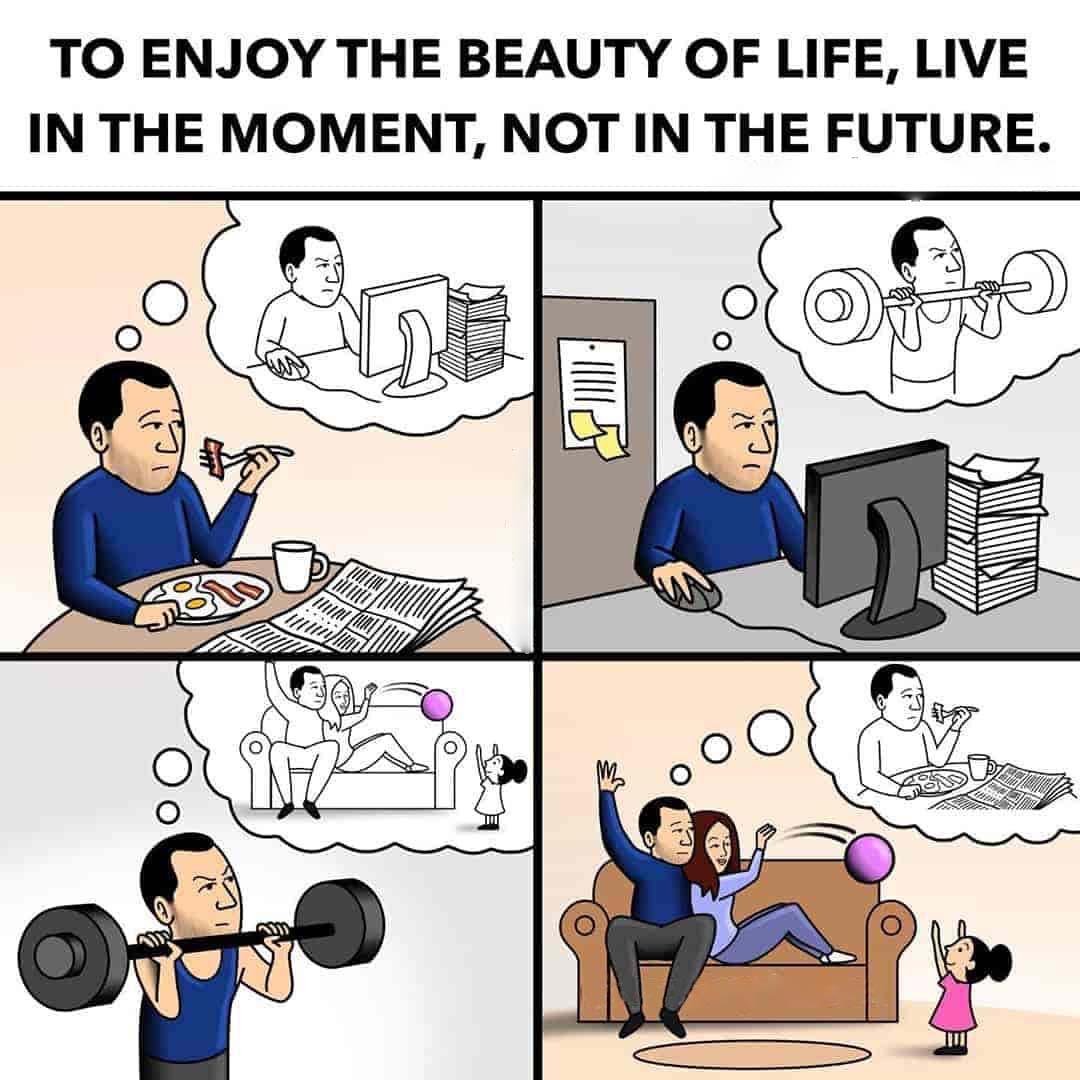 TO ENJOY THE BEAUTY OF LIFE, LIVE
IN THE MOMENT, NOT IN THE FUTURE.